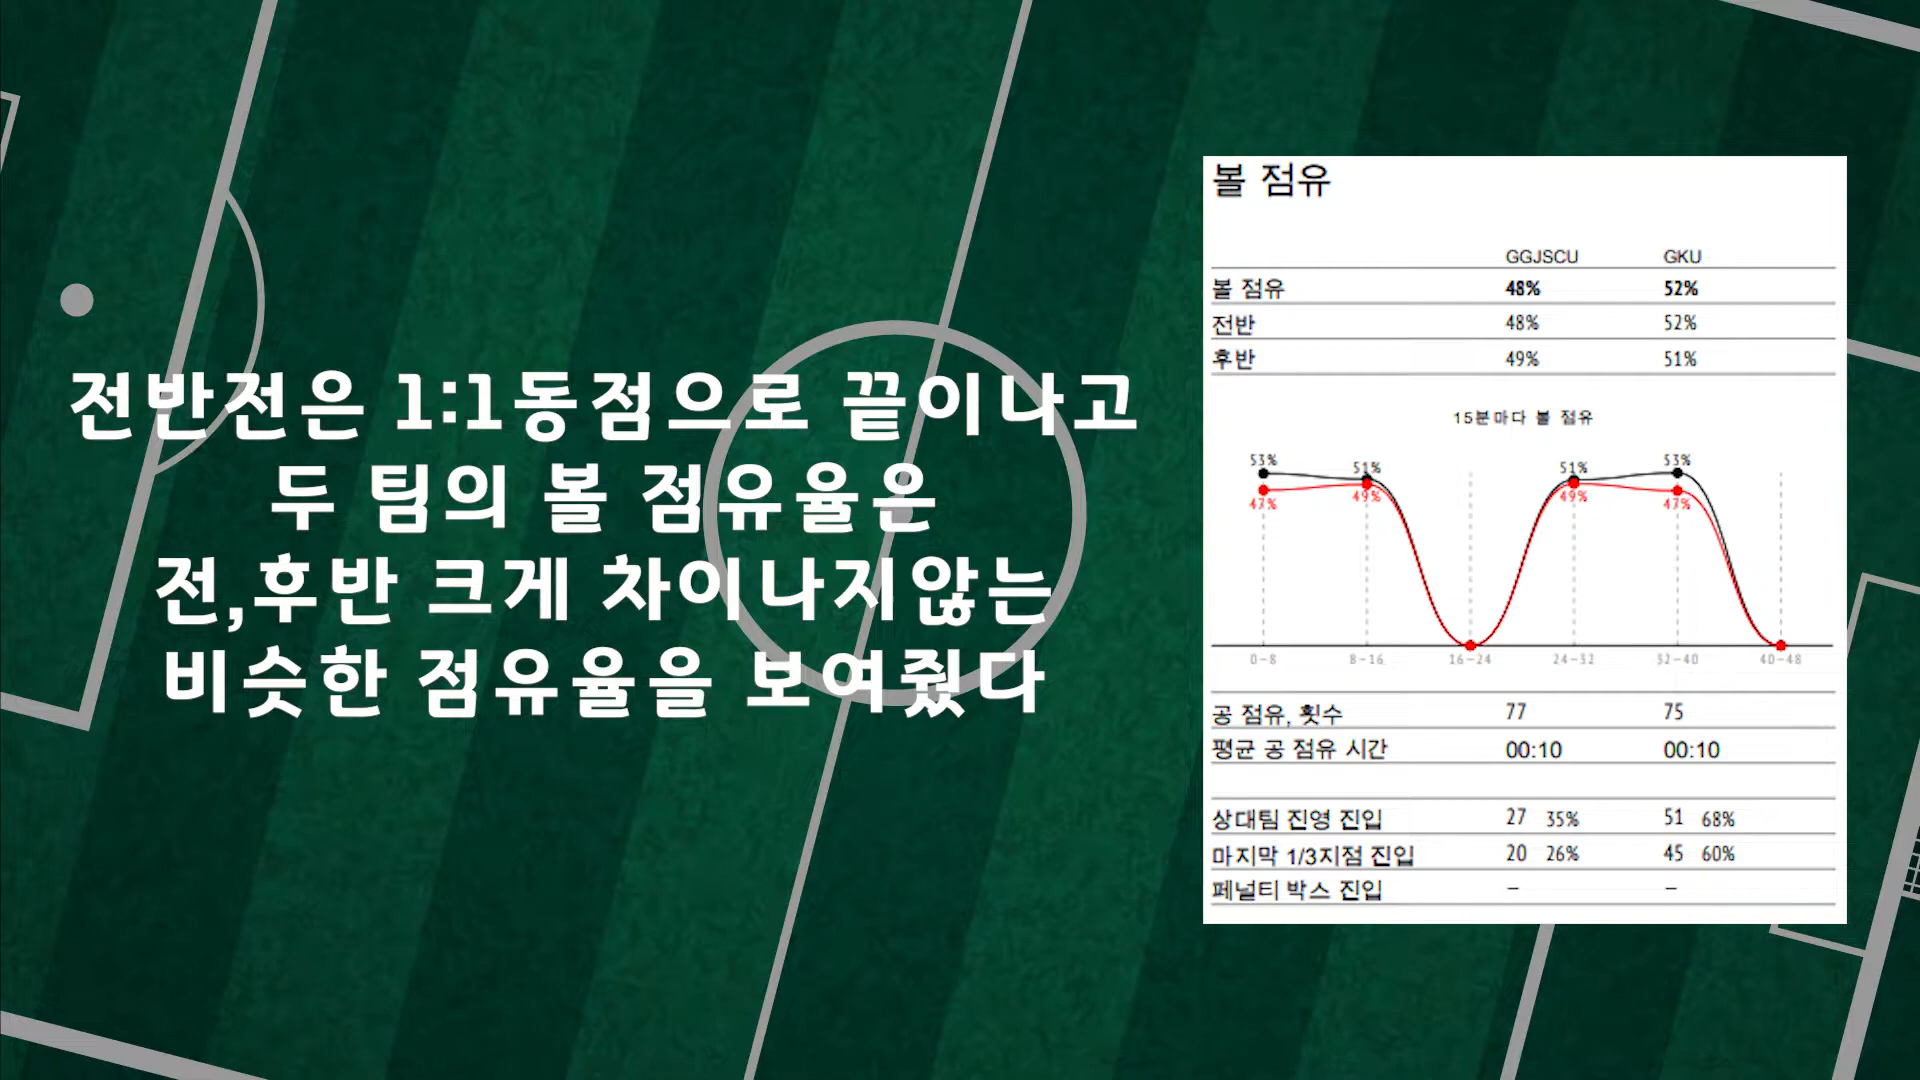 전반전은 1:1동점으로 끝이나고
두 팀의 볼 점유율은
전,후반 크게 차이나지않는
비슷한 점유율을 보여줬다
볼 점유
GGJSCU GKU
볼 점유 48% 52%
전반 48% 52%
후반 49% 51%
15분마다 볼 점유
53% 51% 51% 53%
47% 49% 49% 47%
0-8 8-16 16-24 24-32 32-40 40-48
공 점유, 횟수 77 75
평균 공 점유 시간 00:10 00:10
상대팀 진영 진입 27 35% 51 68%
마지막 1/3지점 진입 20 26% 45 60%
페널티 박스 진입 – –